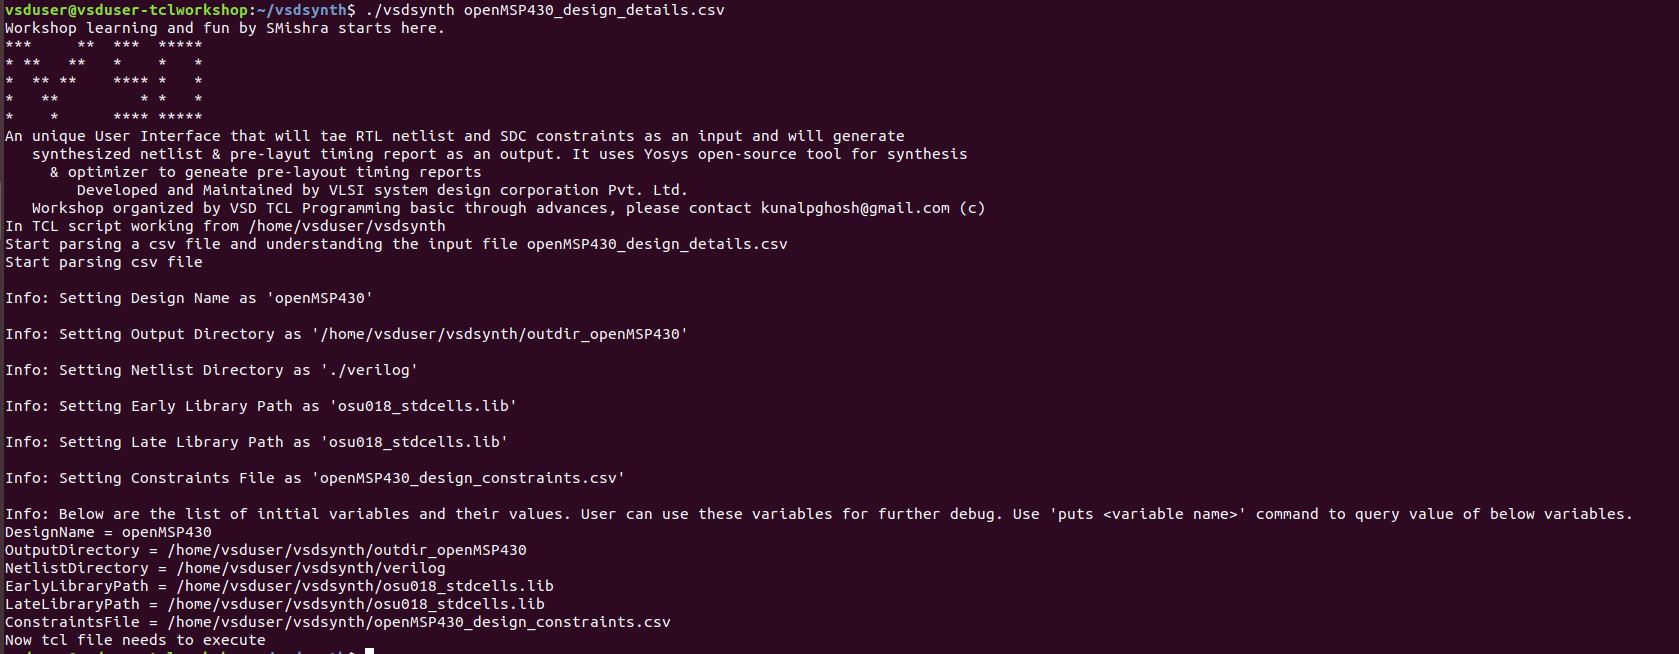 vsduser@vsduser-tclworkshop:~/vsdsynth$ ./vsdsynth openMSP430_design_details.csv
Workshop learning and fun by SMishra starts here.
***     **  ***  *****
* **   **   *    *   *
*  ** **    **** *   *
*   **         * *   *
*    *      **** *****
An unique User Interface that will tae RTL netlist and SDC constraints as an input and will generate
   synthesized netlist & pre-layut timing report as an output. It uses Yosys open-source tool for synthesis
     & optimizer to geneate pre-layout timing reports
        Developed and Maintained by VLSI system design corporation Pvt. Ltd.
   Workshop organized by VSD TCL Programming basic through advances, please contact kunalpghosh@gmail.com (c)
In TCL script working from /home/vsduser/vsdsynth
Start parsing a csv file and understanding the input file openMSP430_design_details.csv
Start parsing csv file
Info: Setting Design Name as 'openMSP430'
Info: Setting Output Directory as '/home/vsduser/vsdsynth/outdir_openMSP430'
Info: Setting Netlist Directory as './verilog'
Info: Setting Early Library Path as 'osu018_stdcells.lib'
Info: Setting Late Library Path as 'osu018_stdcells.lib'
Info: Setting Constraints File as 'openMSP430_design_constraints.csv'
Info: Below are the list of initial variables and their values. User can use these variables for further debug. Use 'puts <variable name>' command to query value of below variables.
DesignName = openMSP430
OutputDirectory = /home/vsduser/vsdsynth/outdir_openMSP430
NetlistDirectory = /home/vsduser/vsdsynth/verilog
EarlyLibraryPath = /home/vsduser/vsdsynth/osu018_stdcells.lib
LateLibraryPath = /home/vsduser/vsdsynth/osu018_stdcells.lib
ConstraintsFile = /home/vsduser/vsdsynth/openMSP430_design_constraints.csv
Now tcl file needs to execute